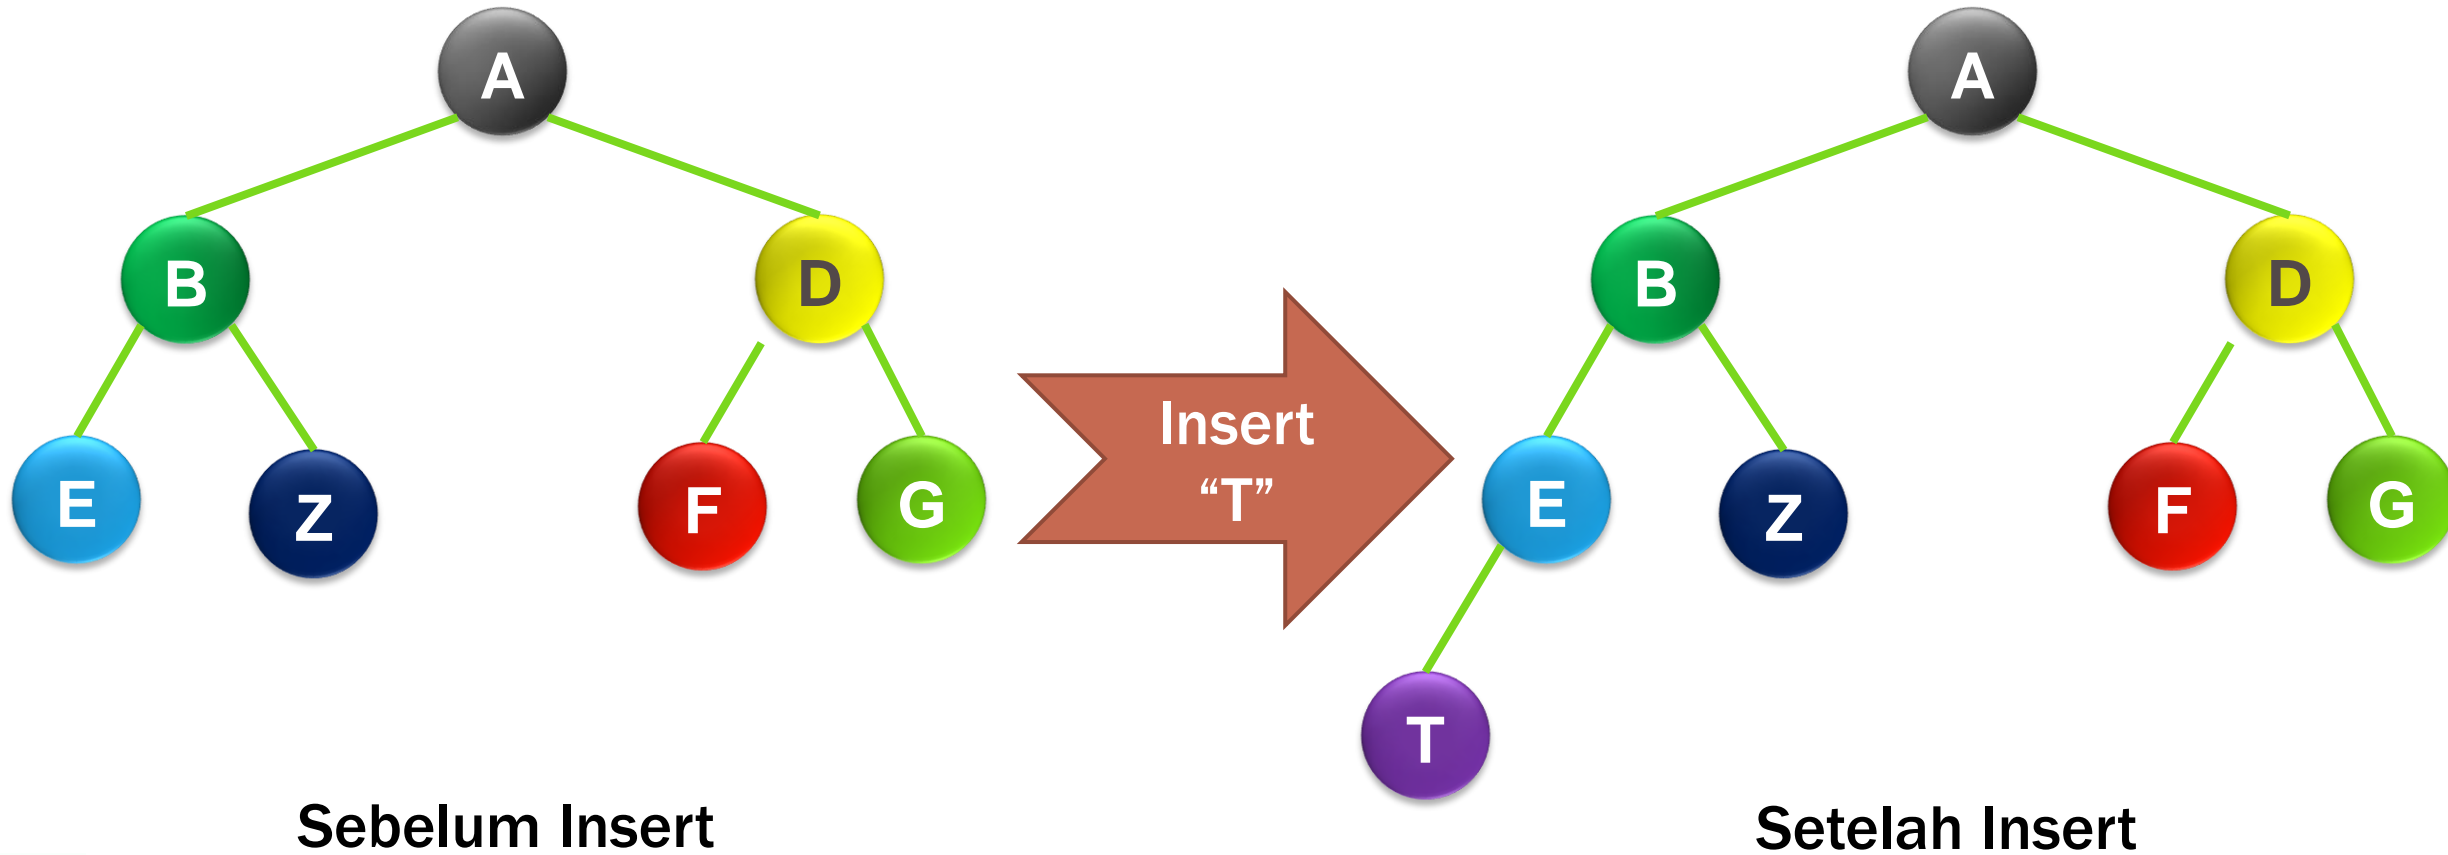 A
B
D
E
Z
F
G
Sebelum Insert
Insert
“T”
A
B
D
E
Z
F
G
T
Setelah Insert